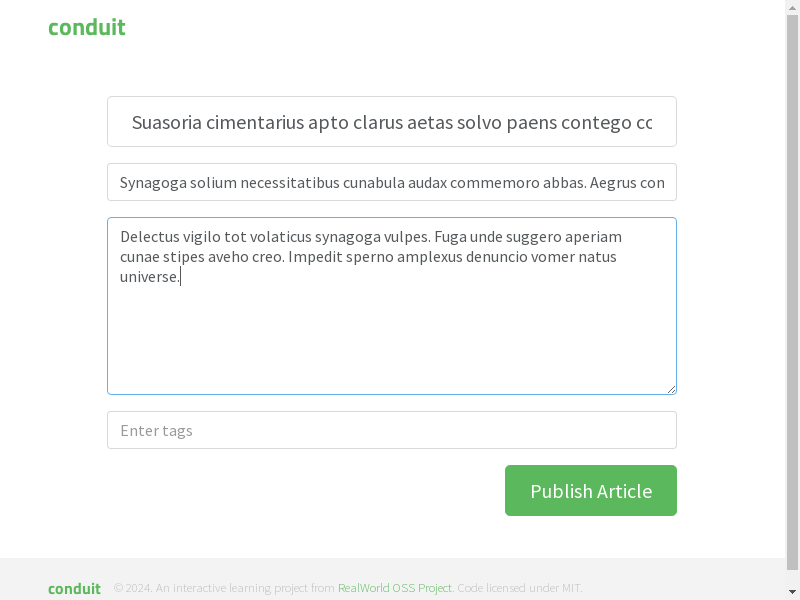 conduit
Suasoria cimentarius apto clarus aetas solvo paens contego
Synagoga solium necessitatibus cunabula audax commemoro abbas. Aegrus con
Delectus vigilo tot volaticus synagoga vulpes. Fuga unde suggero aperiam
cunae stipes aveho creo. Impedit sperno amplexus denuncio vomer natus
universe.
Enter tags
Publish Article
conduit © 2024. An interactive learning project from RealWorld OSS Project. Code licensed under MIT.